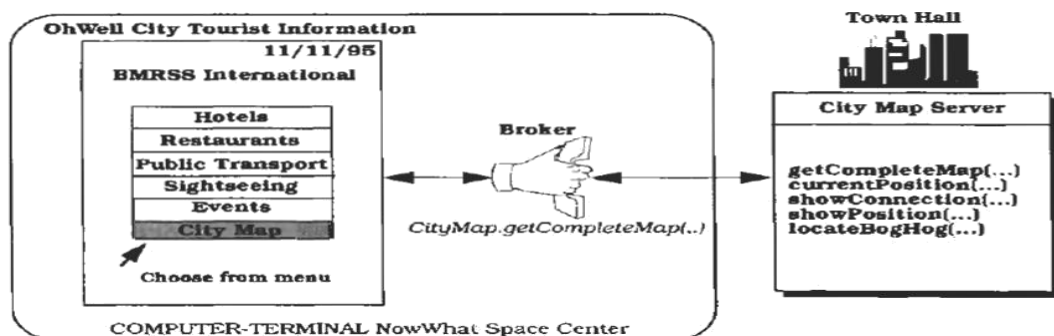 OhWell City Tourist Information
11/11/95
BMRSS International
Hotels
Restaurants
Public Transport
Sightseeing
Events
City Map
Choose from menu
COMPUTER-TERMINAL NowWhat Space Center
Broker
CityMap.getCompleteMap(..)
Town Hall
City Map Server
getCompleteMap(...)
currentPosition(...)
showConnection(...)
showPosition(...)
locateBogHog(...)